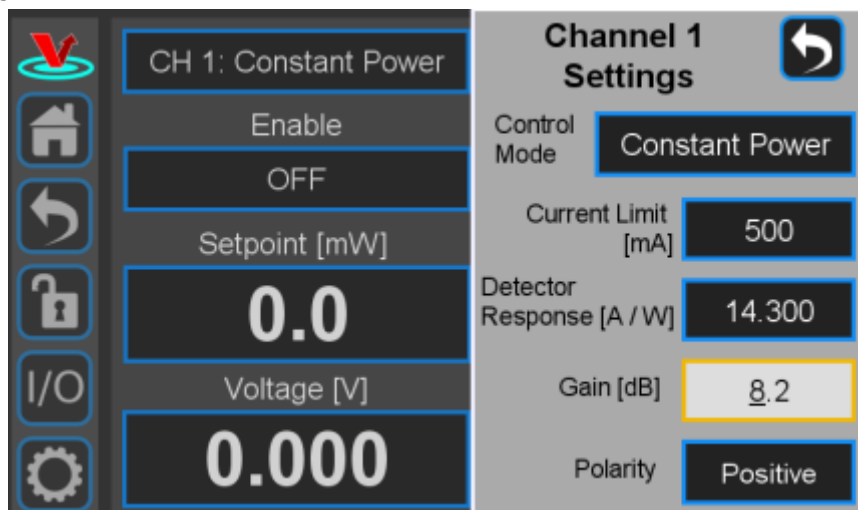 CH 1: Constant Power
Enable
OFF
Setpoint [mW]
0.0
Voltage [V]
0.000
I/O
Channel 1
Settings
Control
Mode
Constant Power
Current Limit
[mA]
500
Detector
Response [A / W]
14.300
Gain [dB]
8.2
Polarity
Positive